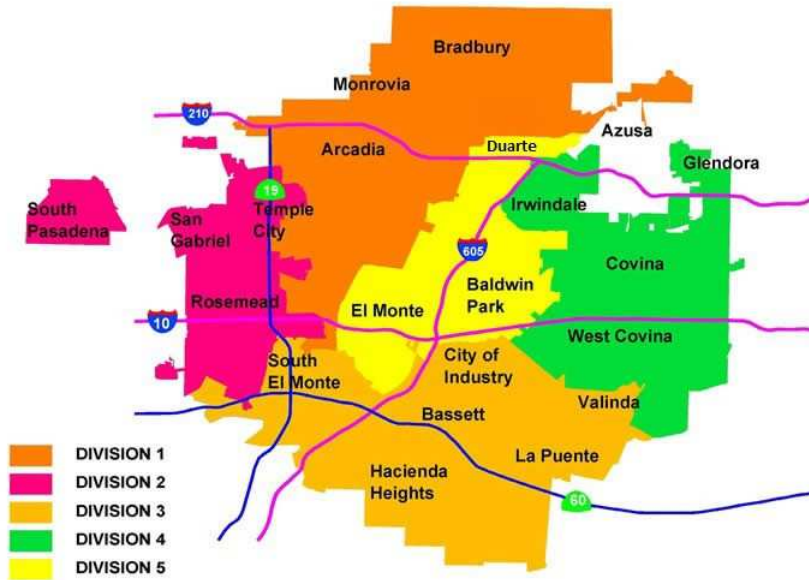 Bradbury
Monrovia
210
Azusa
Arcadia
Duarte
Glendora
19
South
Pasadena
San
Gabriel
Temple
City
Irwindale
605
Covina
Baldwin
Park
Rosemead
El Monte
10
West Covina
South
El Monte
City of
Industry
Valinda
Bassett
La Puente
Hacienda
Heights
60
DIVISION 1
DIVISION 2
DIVISION 3
DIVISION 4
DIVISION 5